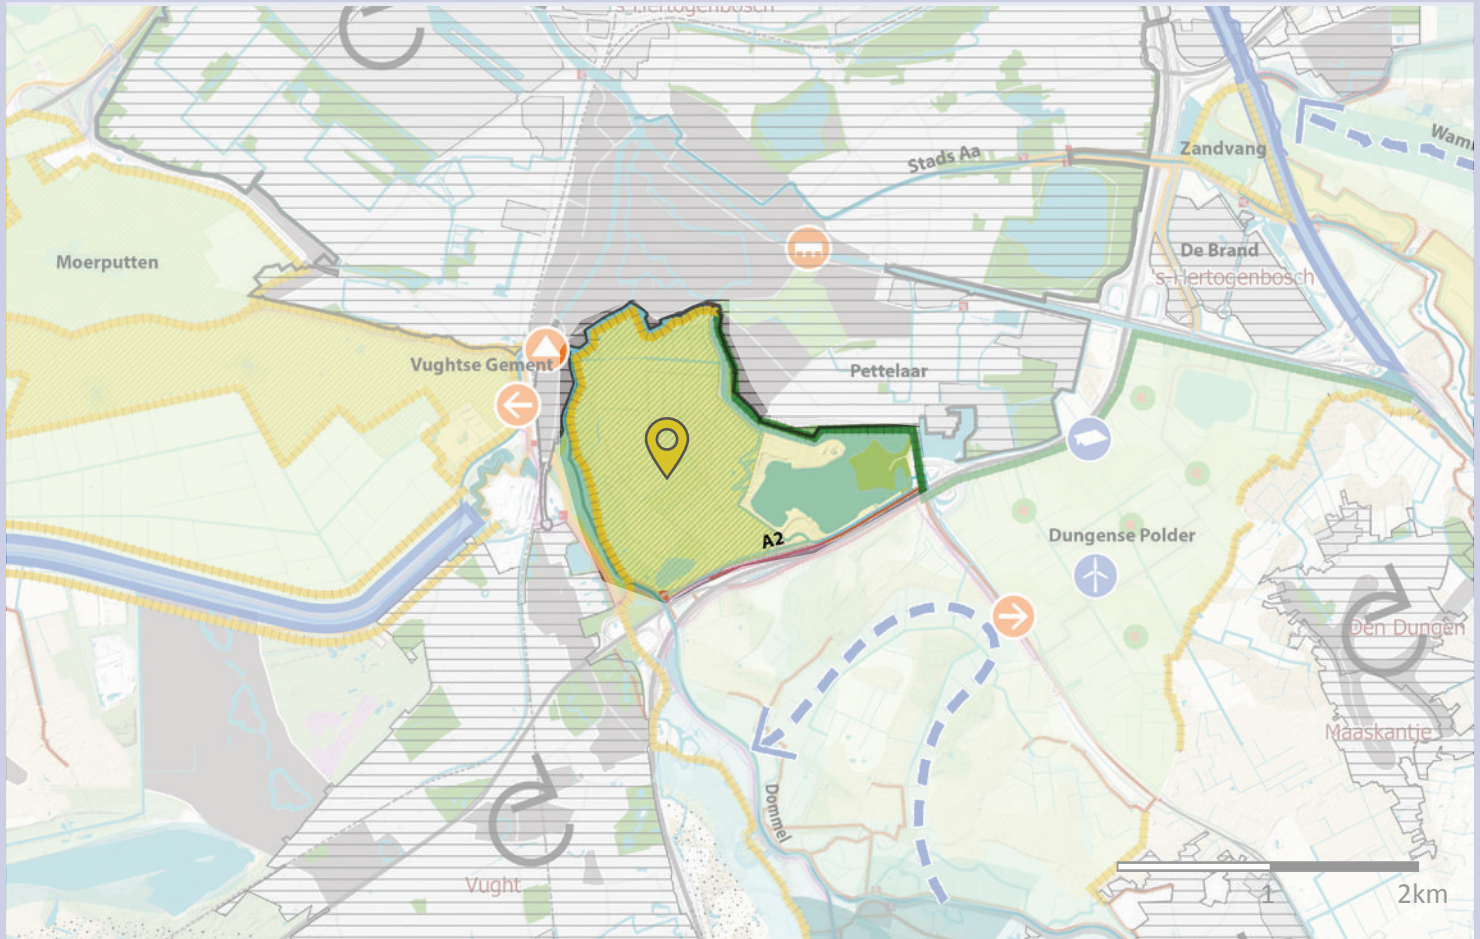 's-Hertogenbosch
Stads Aa
Zandvang
Moerputten
De Brand
's-Hertogenbosch
Vughtse Gement
Pettelaar
A2
Dungense Polder
Den Dungen
Maaskantje
Dommel
Vught
1
2km